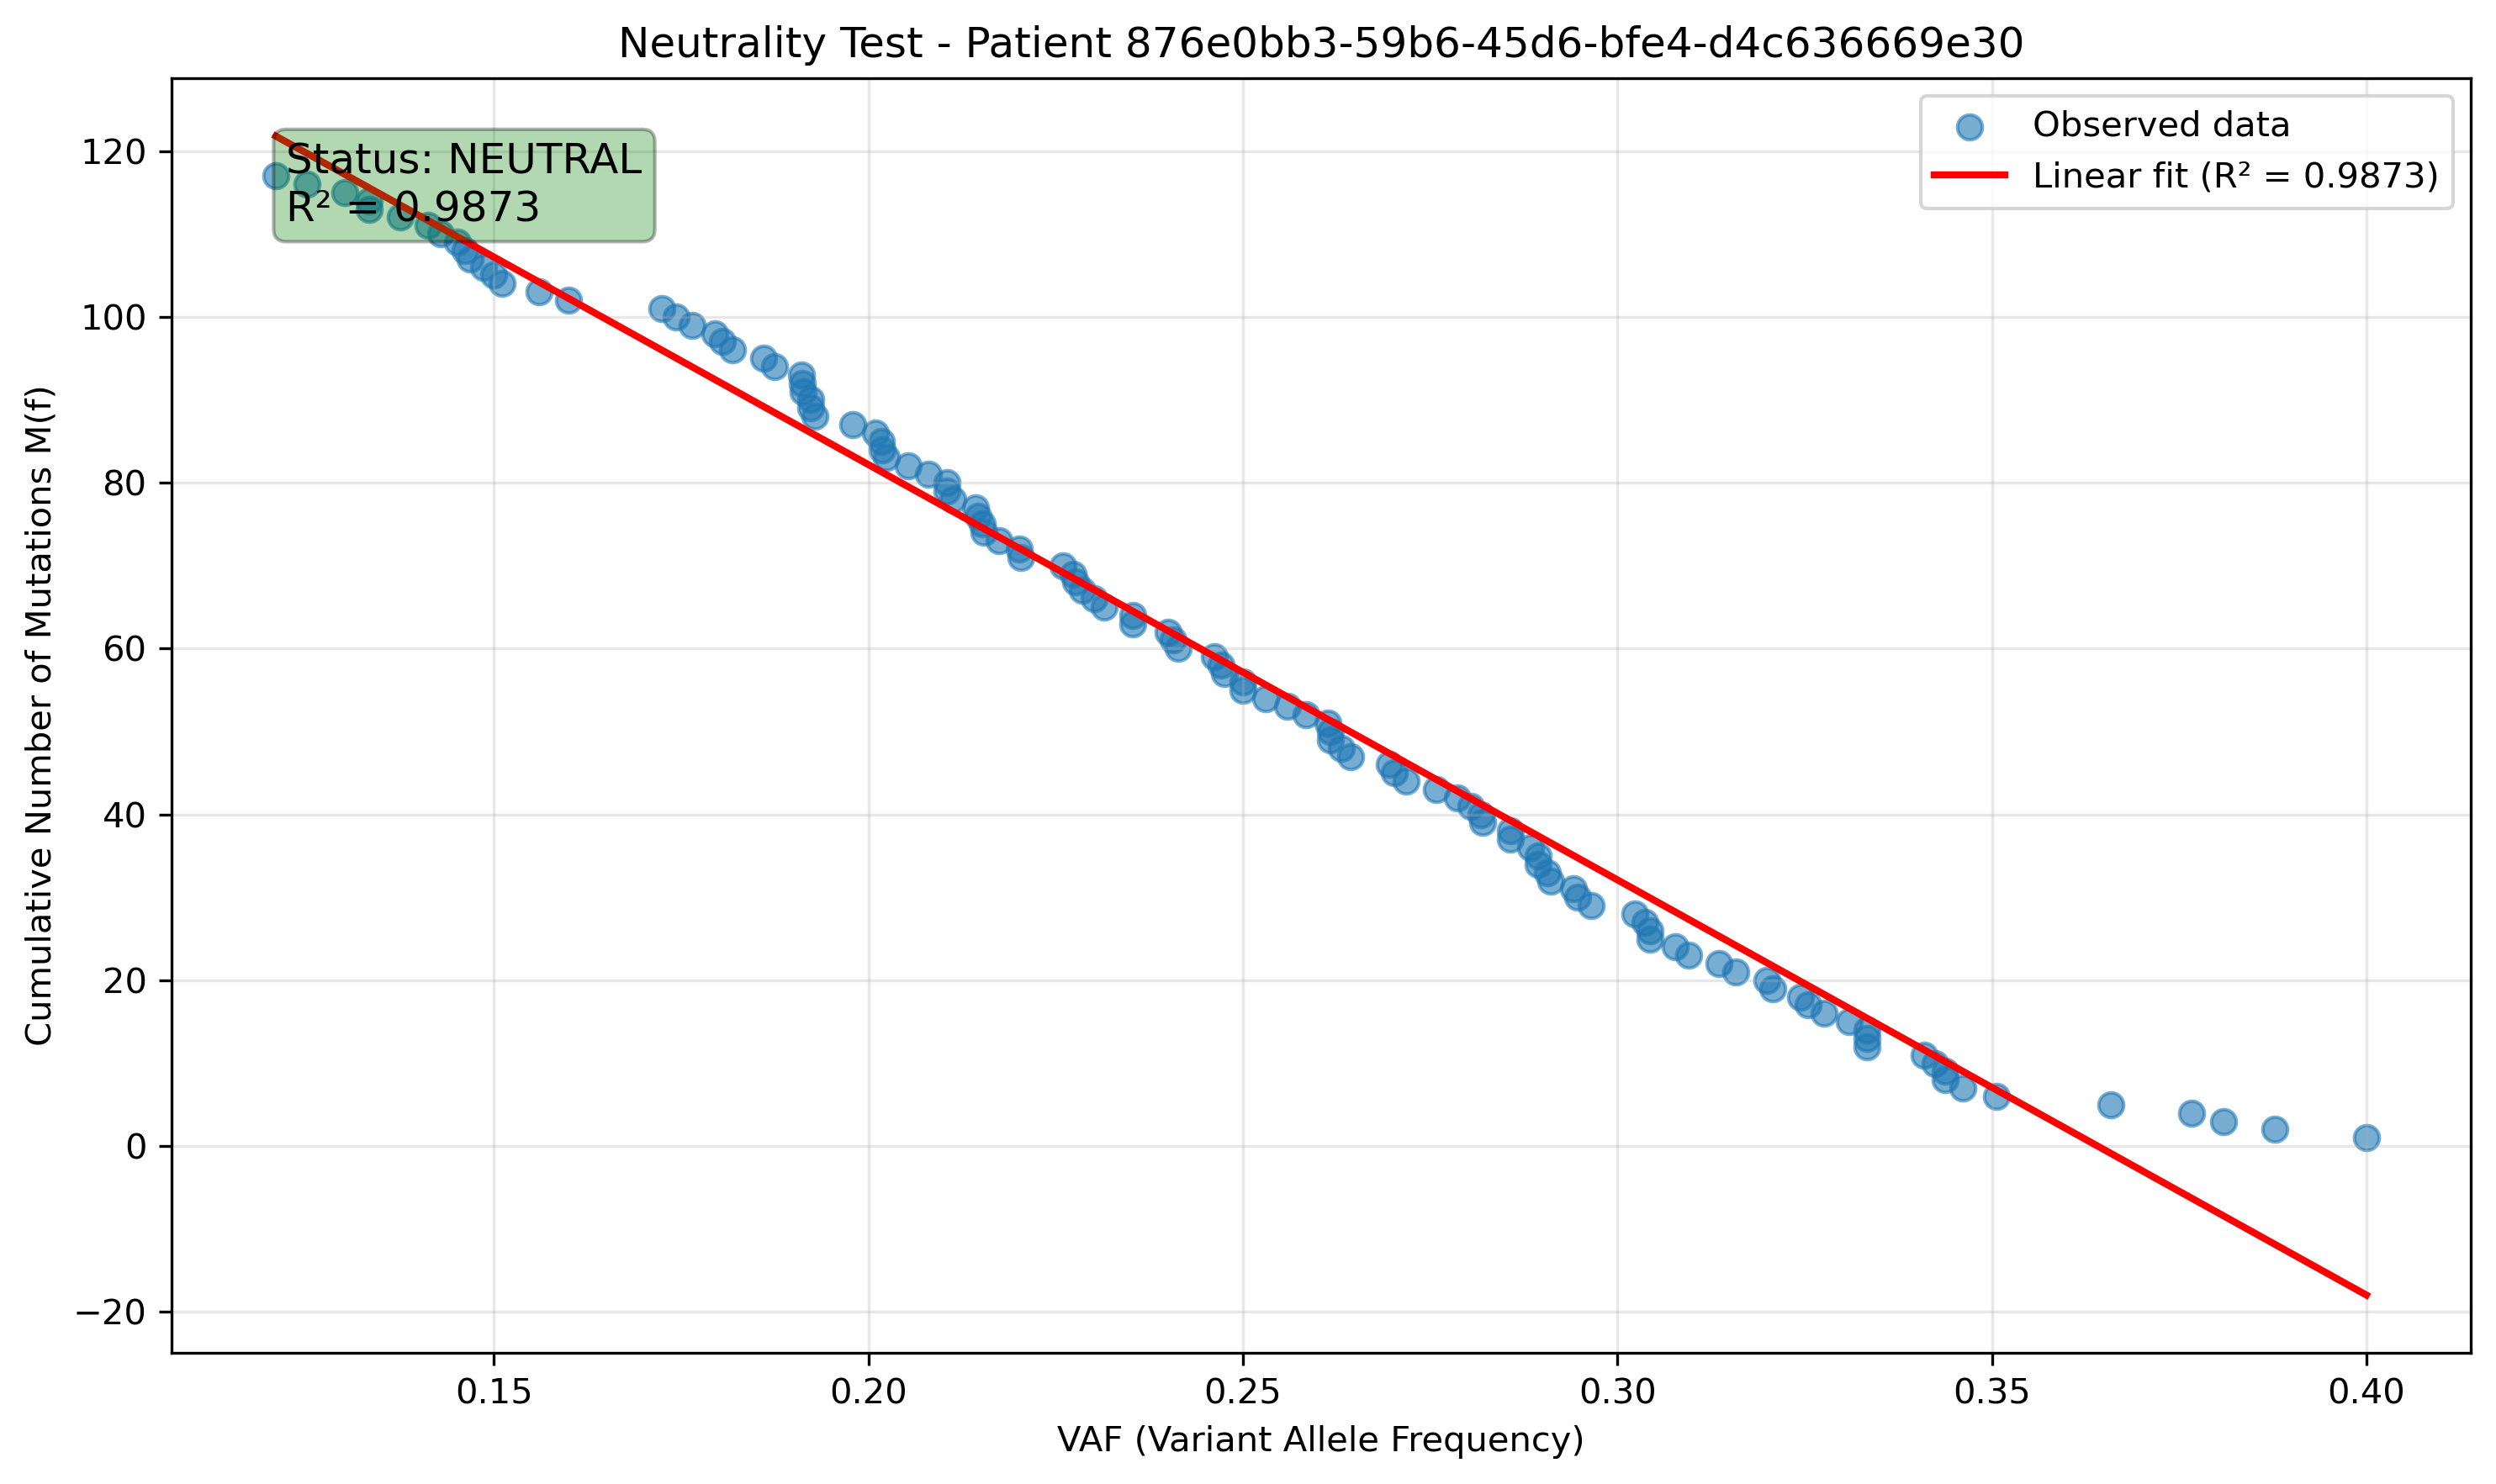 Neutrality Test - Patient 876e0bb3-59b6-45d6-bfe4-d4c636669e30
Status: NEUTRAL
R² = 0.9873
Observed data
Linear fit (R² = 0.9873)
Cumulative Number of Mutations M(f)
120
100
80
60
40
20
0
−20
0.15
0.20
0.25
0.30
0.35
0.40
VAF (Variant Allele Frequency)